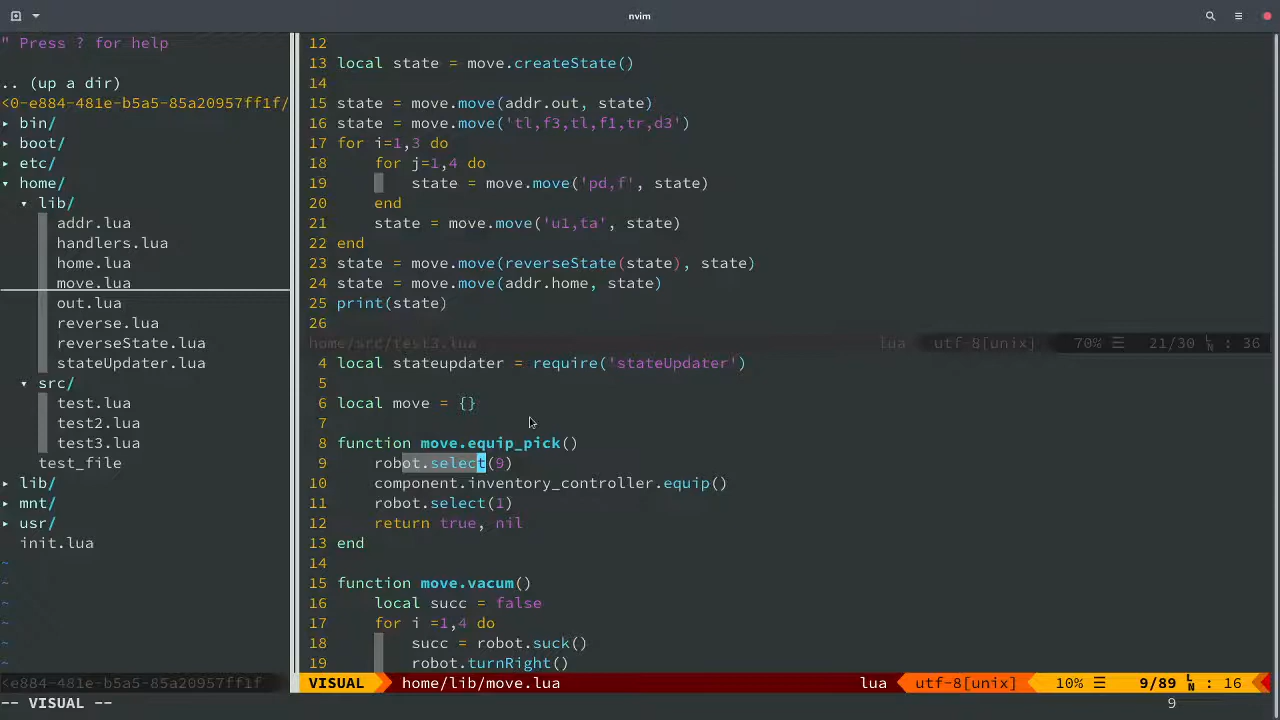 nvim
" Press ? for help
.. (up a dir)
<0-e884-481e-b5a5-85a20957ff1f/
▸ bin/
▸ boot/
▸ etc/
▾ home/
▾ lib/
addr.lua
handlers.lua
home.lua
move.lua
out.lua
reverse.lua
reverseState.lua
stateUpdater.lua
▾ src/
test.lua
test2.lua
test3.lua
test_file
▸ lib/
▸ mnt/
▸ usr/
init.lua
~
~
~
~
~
~
<e884-481e-b5a5-85a20957ff1f
12
13 local state = move.createState()
14
15 state = move.move(addr.out, state)
16 state = move.move('tl,f3,tl,f1,tr,d3')
17 for i=1,3 do
18 for j=1,4 do
19 state = move.move('pd,f', state)
20 end
21 state = move.move('u1,ta', state)
22 end
23 state = move.move(reverseState(state), state)
24 state = move.move(addr.home, state)
25 print(state)
26
home/src/test3.lua lua utf-8[unix] 70% ☰ 21/30 LN : 36
4 local stateupdater = require('stateUpdater')
5
6 local move = {}
7
8 function move.equip_pick()
9 robot.select(9)
10 component.inventory_controller.equip()
11 robot.select(1)
12 return true, nil
13 end
14
15 function move.vacum()
16 local succ = false
17 for i =1,4 do
18 succ = robot.suck()
19 robot.turnRight()
VISUAL home/lib/move.lua lua utf-8[unix] 10% ☰ 9/89 LN : 16
-- VISUAL -- 9